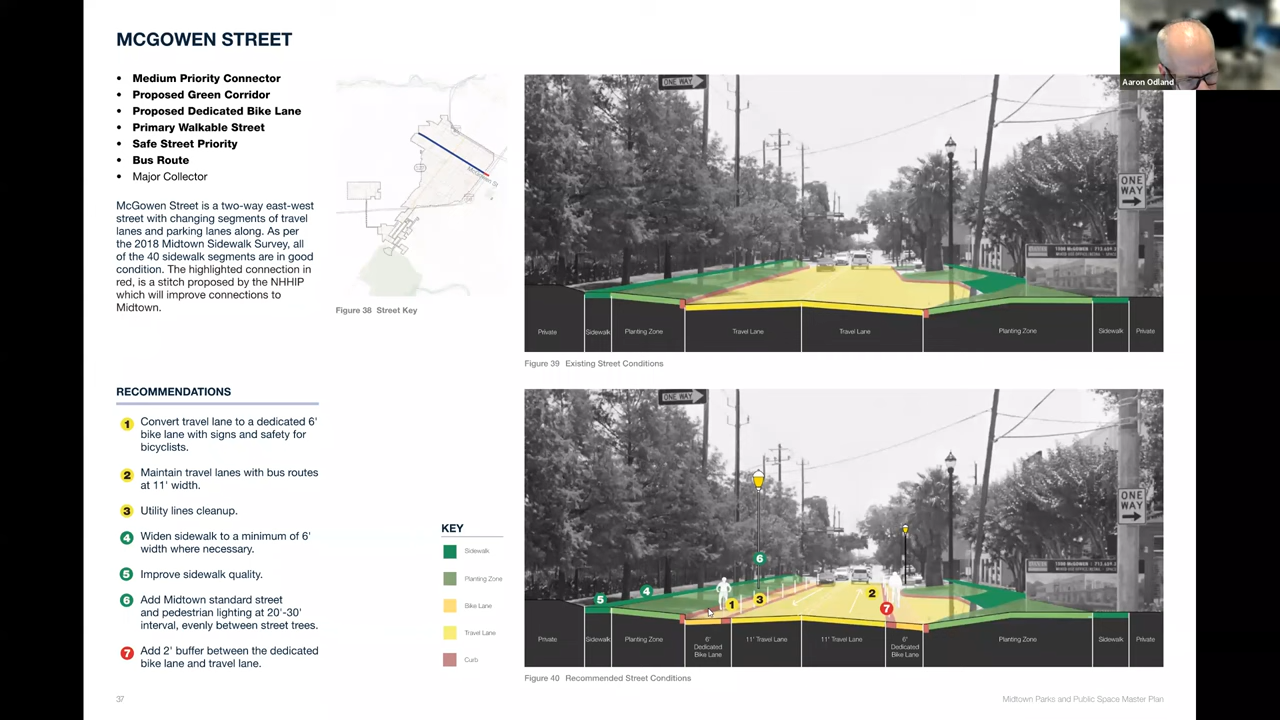 MCGOWEN STREET
• Medium Priority Connector
• Proposed Green Corridor
• Proposed Dedicated Bike Lane
• Primary Walkable Street
• Safe Street Priority
• Bus Route
• Major Collector
McGowen Street is a two-way east-west
street with changing segments of travel
lanes and parking lanes along. As per
the 2018 Midtown Sidewalk Survey, all
of the 40 sidewalk segments are in good
condition. The highlighted connection in
red, is a stitch proposed by the NHHIP
which will improve connections to
Midtown.
McGowen St
Figure 38 Street Key
Aaron Odland
ONE WAY
ONE
WAY
Private
Sidewalk
Planting Zone
Travel Lane
Travel Lane
Planting Zone
Sidewalk
Private
Figure 39 Existing Street Conditions
RECOMMENDATIONS
1 Convert travel lane to a dedicated 6'
bike lane with signs and safety for
bicyclists.
2 Maintain travel lanes with bus routes
at 11' width.
3 Utility lines cleanup.
4 Widen sidewalk to a minimum of 6'
width where necessary.
5 Improve sidewalk quality.
6 Add Midtown standard street
and pedestrian lighting at 20'-30'
interval, evenly between street trees.
7 Add 2' buffer between the dedicated
bike lane and travel lane.
KEY
Sidewalk
Planting Zone
Bike Lane
Travel Lane
Curb
ONE WAY
ONE
WAY
6
5
4
1
3
2
7
Private
Sidewalk
Planting Zone
6'
Dedicated
Bike Lane
11' Travel Lane
11' Travel Lane
6'
Dedicated
Bike Lane
Planting Zone
Sidewalk
Private
Figure 40 Recommended Street Conditions
37
Midtown Parks and Public Space Master Plan